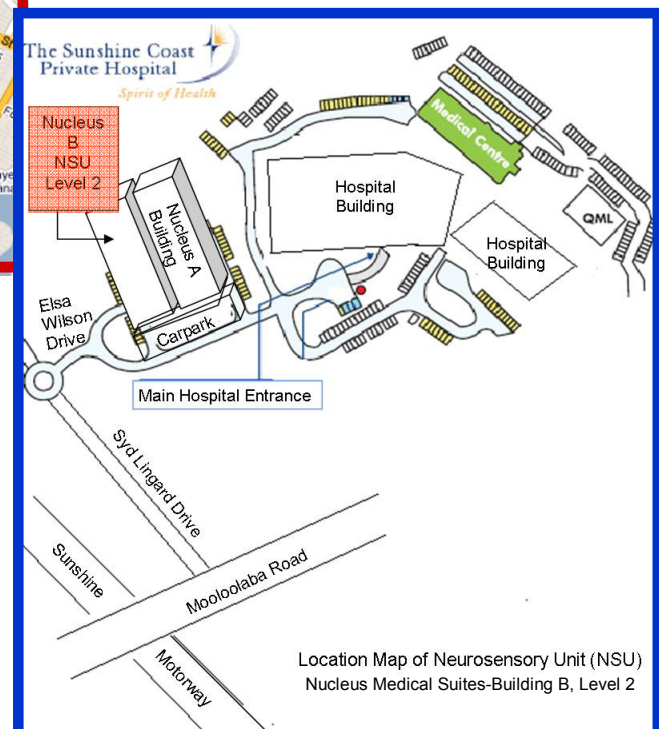 The Sunshine Coast
Private Hospital
Spirit of Health
Nucleus
B
NSU
Level 2
Nucleus A
Building
Carpark
Elsa
Wilson
Drive
Hospital
Building
Medical Centre
Hospital
Building
QML
Main Hospital Entrance
Syd Lingard Drive
Sunshine
Motorway
Mooloolaba Road
Location Map of Neurosensory Unit (NSU)
Nucleus Medical Suites-Building B, Level 2